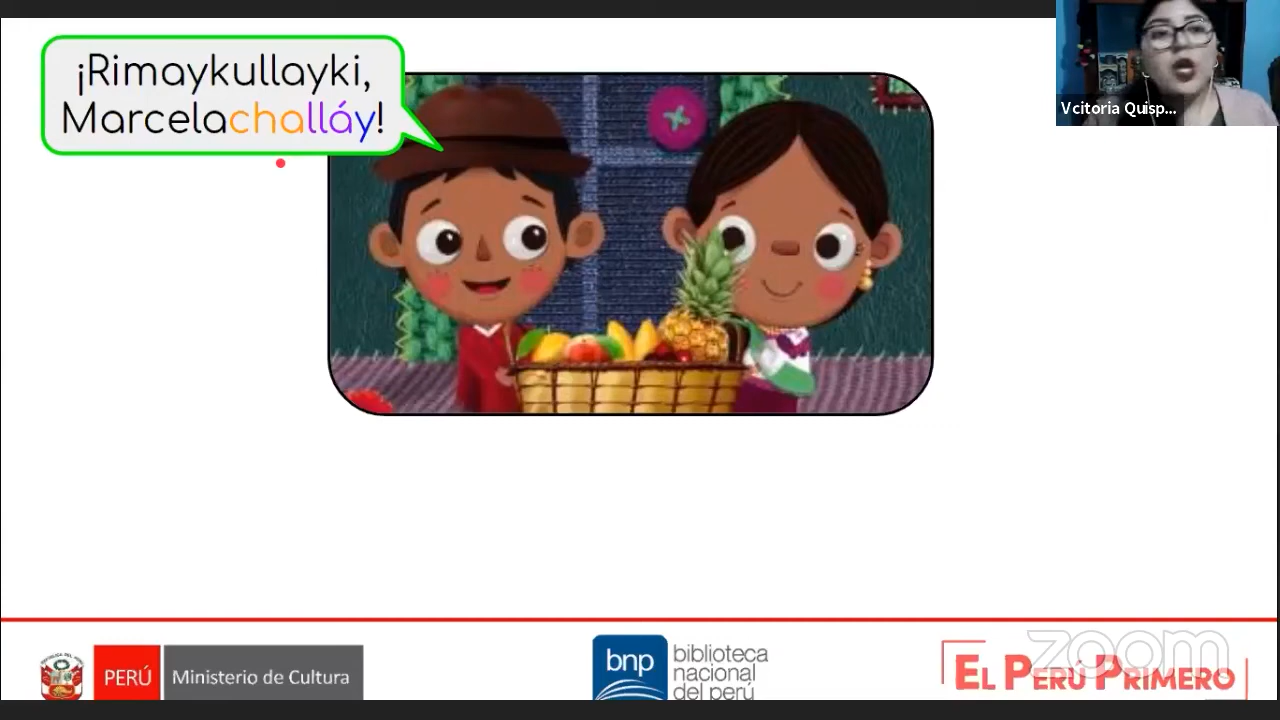 ¡Rimaykullayki,
Marcelachalláy!
Vcitoria Quisp...
PERÚ
Ministerio de Cultura
bnp
biblioteca
nacional
del perú
EL PERÚ PRIMERO
zoom